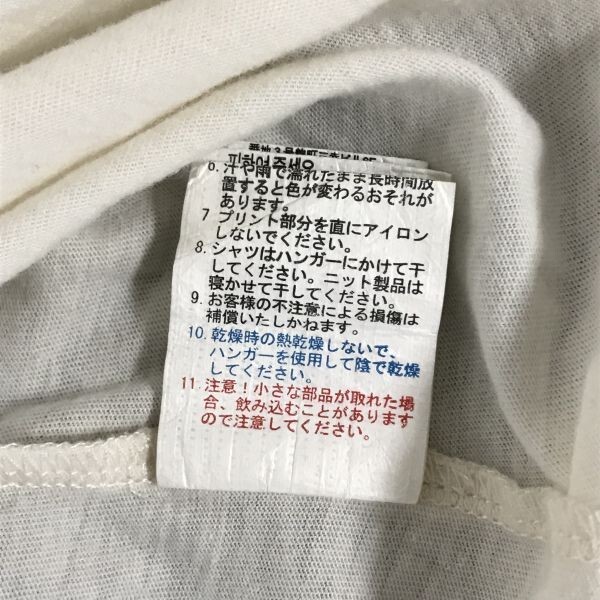 6. 汗や雨で濡れたまま長時間放
置すると色が変わるおそれが
あります。
7 プリント部分を直にアイロン
しないでください。
8. シャツはハンガーにかけて干
してください。ニット製品は
寝かせて干してください。
9. お客様の不注意による損傷は
補償いたしかねます。
10. 乾燥時の熱乾燥しないで、
ハンガーを使用して陰で乾燥
してください。
11. 注意！小さな部品が取れた場
合、飲み込むことがあります
ので注意してください。